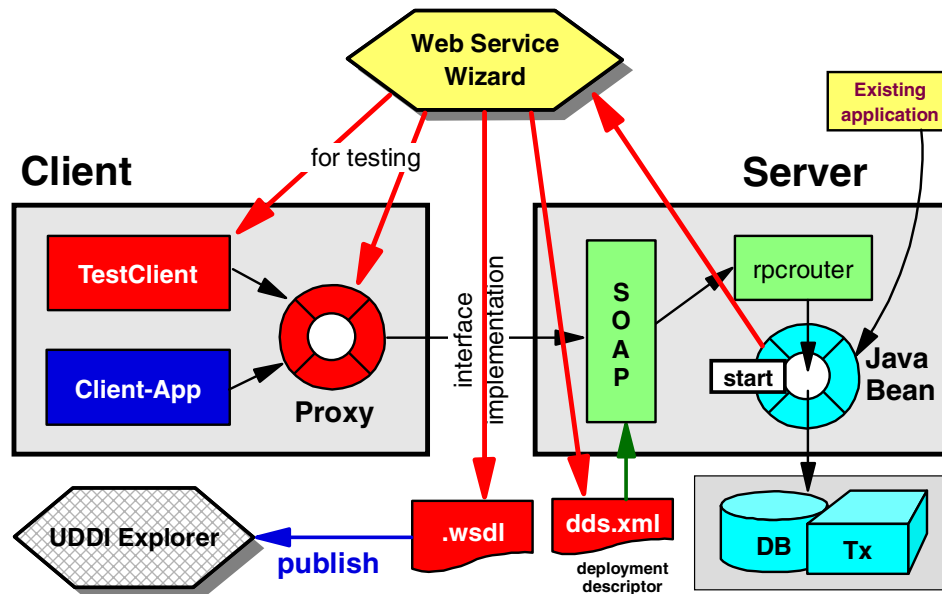 Web Service
Wizard
Existing
application
Client
for testing
Server
TestClient
Client-App
Proxy
interface
implementation
SOAP
rpcrouter
start
Java
Bean
UDDI Explorer
publish
.wsdl
dds.xml
deployment
descriptor
DB
Tx